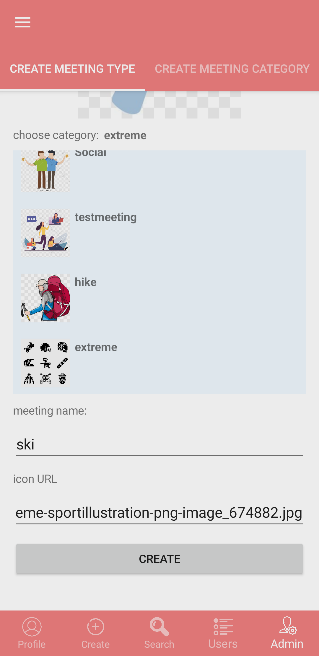 CREATE MEETING TYPE CREATE MEETING CATEGORY
choose category: extreme
Social
testmeeting
hike
extreme
meeting name:
ski
icon URL
eme-sportillustration-png-image_674882.jpg
CREATE
Profile Create Search Users Admin